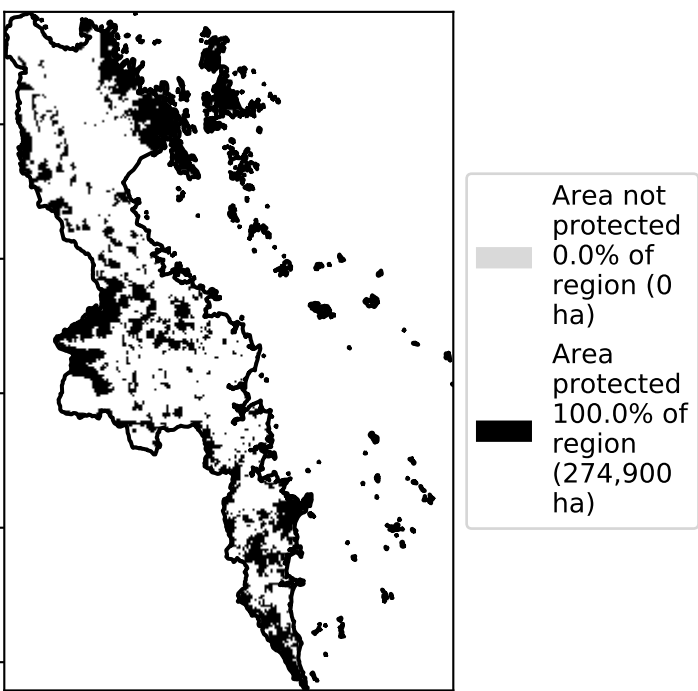 Area not
protected
0.0% of
region (0
ha)
Area
protected
100.0% of
region
(274,900
ha)